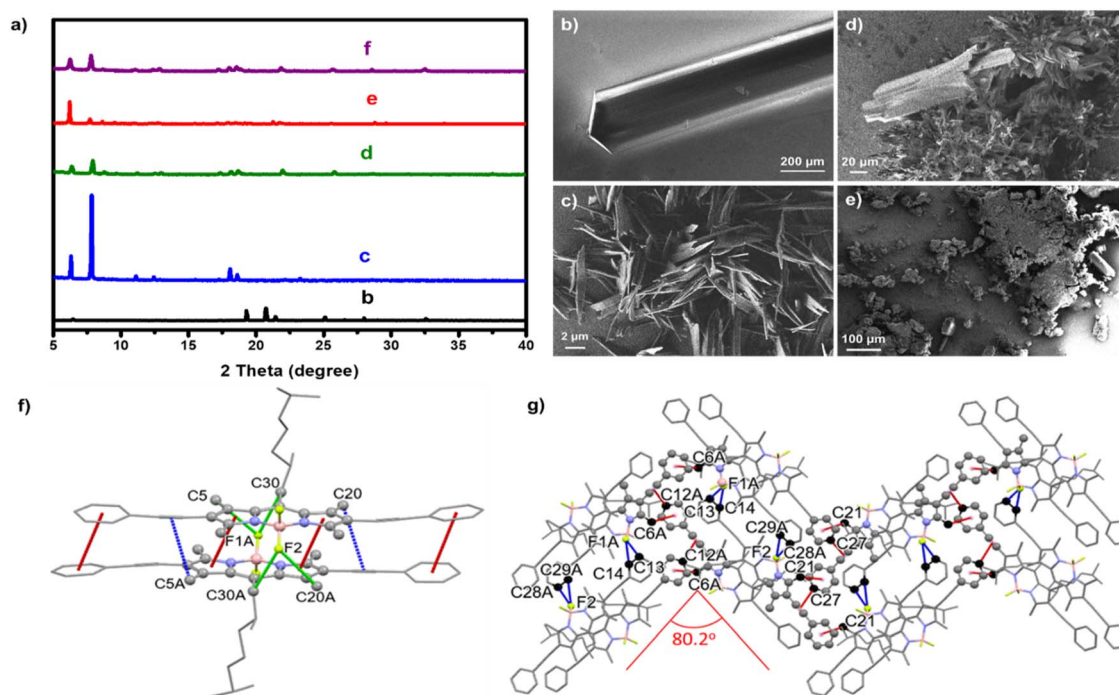 a)
f
e
d
c
b
5 10 15 20 25 30 35 40
2 Theta (degree)
b)
200 µm
d)
20 µm
c)
2 µm
e)
100 µm
f)
C30
C5
C20
F1A
F2
C5A
C30A
C20A
g)
C6A
F1A
C12A
C13
C14
C21
F1A
C6A
C29A
C27
C12A
F2
C28A
C29A
C14
C13
C21
C28A
C6A
C27
F2
C21
80.2°